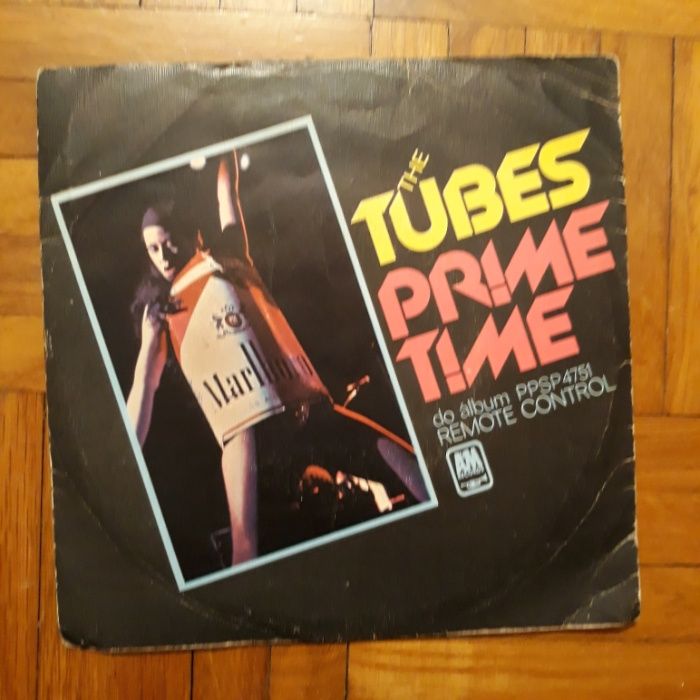 THE
TUBES
PRIME
TIME
do álbum PPSP4751
REMOTE CONTROL
A&M
Marlboro